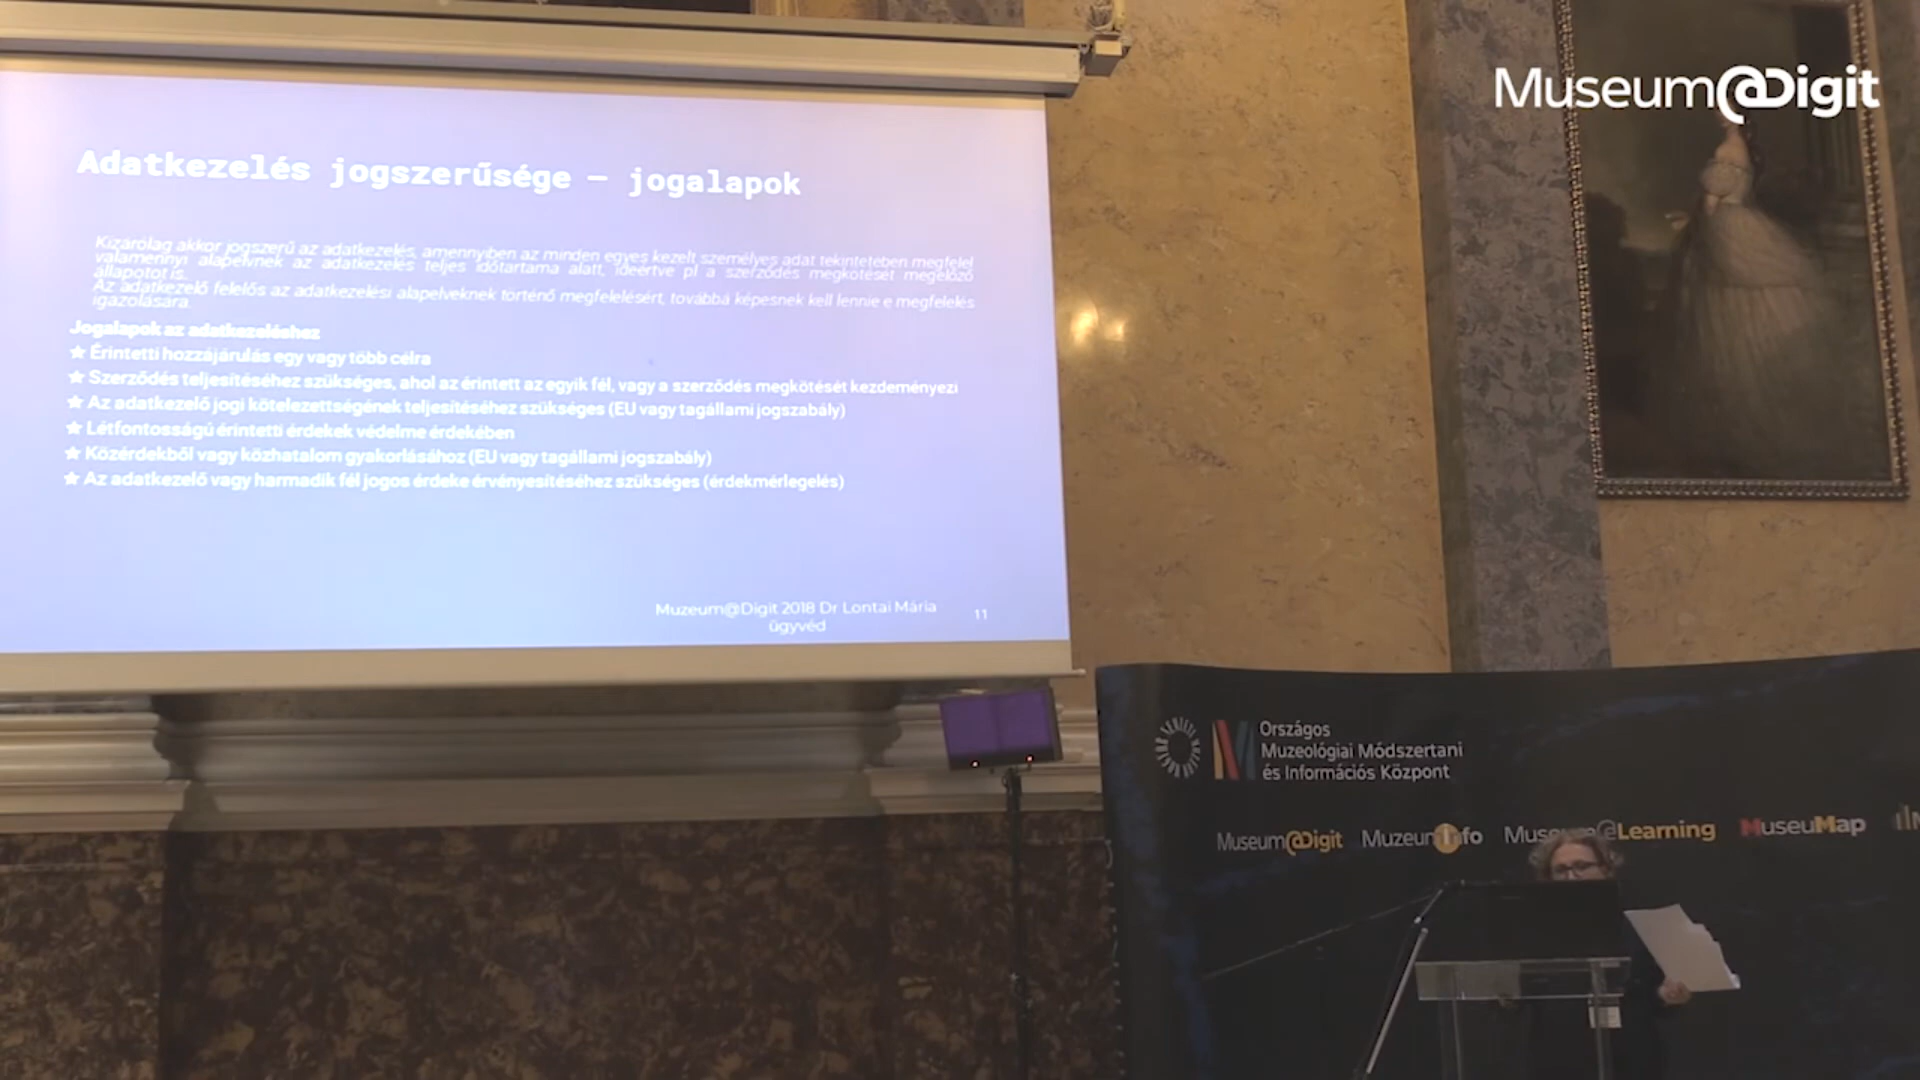 Museum@Digit
Adatkezelés jogszerűsége – jogalapok
Kizárólag akkor jogszerű az adatkezelés, amennyiben az minden egyes kezelt személyes adat tekintetében megfelel
valamennyi alapelvnek az adatkezelés teljes időtartama alatt, ideértve pl a szerződés megkötését megelőző
állapotot is.
Az adatkezelő felelős az adatkezelési alapelveknek történő megfelelésért, továbbá képesnek kell lennie e megfelelés
igazolására.
Jogalapok az adatkezeléshez
★ Érintetti hozzájárulás egy vagy több célra
★ Szerződés teljesítéséhez szükséges, ahol az érintett az egyik fél, vagy a szerződés megkötését kezdeményezi
★ Az adatkezelő jogi kötelezettségének teljesítéséhez szükséges (EU vagy tagállami jogszabály)
★ Létfontosságú érintetti érdekek védelme érdekében
★ Közérdekből vagy közhatalom gyakorlásához (EU vagy tagállami jogszabály)
★ Az adatkezelő vagy harmadik fél jogos érdeke érvényesítéséhez szükséges (érdekmérlegelés)
Muzeum@Digit 2018 Dr Lontai Mária
ügyvéd
11
Országos
Muzeológiai Módszertani
és Információs Központ
Museum@Digit MuzeumInfo Museum@eLearning MuseuMap